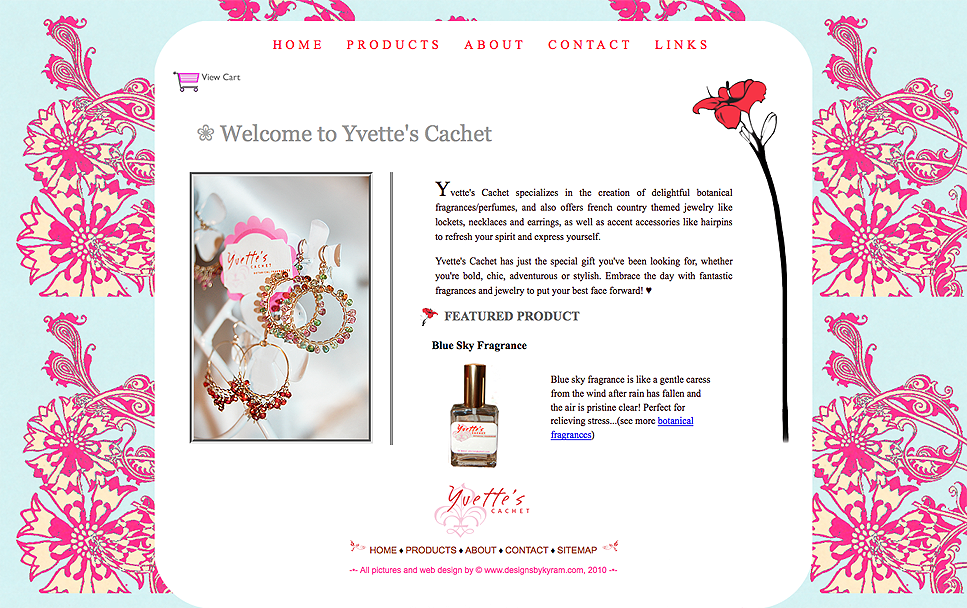 HOME PRODUCTS ABOUT CONTACT LINKS
View Cart
Welcome to Yvette's Cachet
Yvette's
CACHET
Yvette's Cachet specializes in the creation of delightful botanical
fragrances/perfumes, and also offers french country themed jewelry like
lockets, necklaces and earrings, as well as accent accessories like hairpins
to refresh your spirit and express yourself.
Yvette's Cachet has just the special gift you've been looking for, whether
you're bold, chic, adventurous or stylish. Embrace the day with fantastic
fragrances and jewelry to put your best face forward! ♥
FEATURED PRODUCT
Blue Sky Fragrance
Yvette's
Blue sky fragrance is like a gentle caress
from the wind after rain has fallen and
the air is pristine clear! Perfect for
relieving stress...(see more botanical
fragrances)
Yvette's
CACHET
HOME ♦ PRODUCTS ♦ ABOUT ♦ CONTACT ♦ SITEMAP
-•- All pictures and web design by © www.designsbykyram.com, 2010 -•-